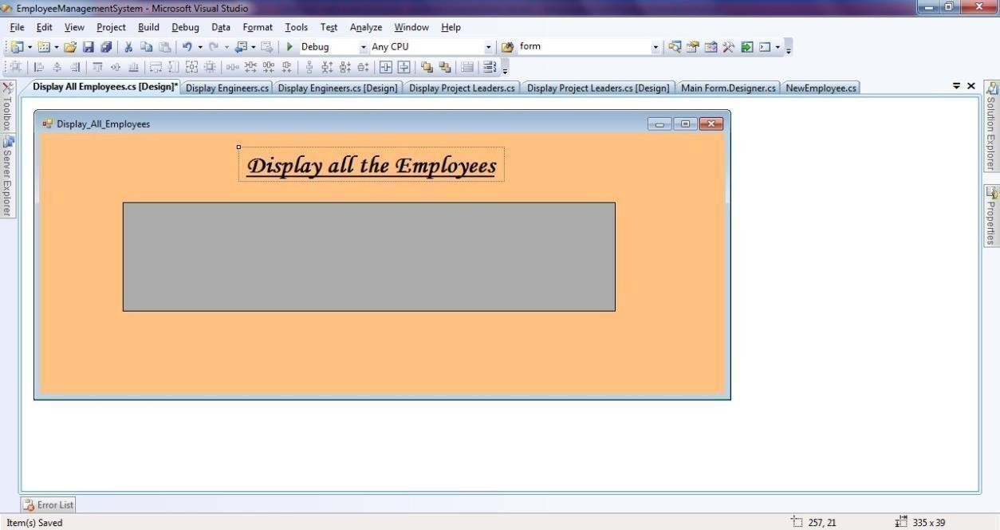 EmployeeManagementSystem - Microsoft Visual Studio
File Edit View Project Build Debug Data Format Tools Test Analyze Window Help
Debug Any CPU form
Display All Employees.cs [Design]* Display Engineers.cs Display Engineers.cs [Design] Display Project Leaders.cs Display Project Leaders.cs [Design] Main Form.Designer.cs NewEmployee.cs
Toolbox
Server Explorer
Display_All_Employees
Display all the Employees
Solution Explorer
Properties
Error List
Item(s) Saved 257, 21 335 x 39